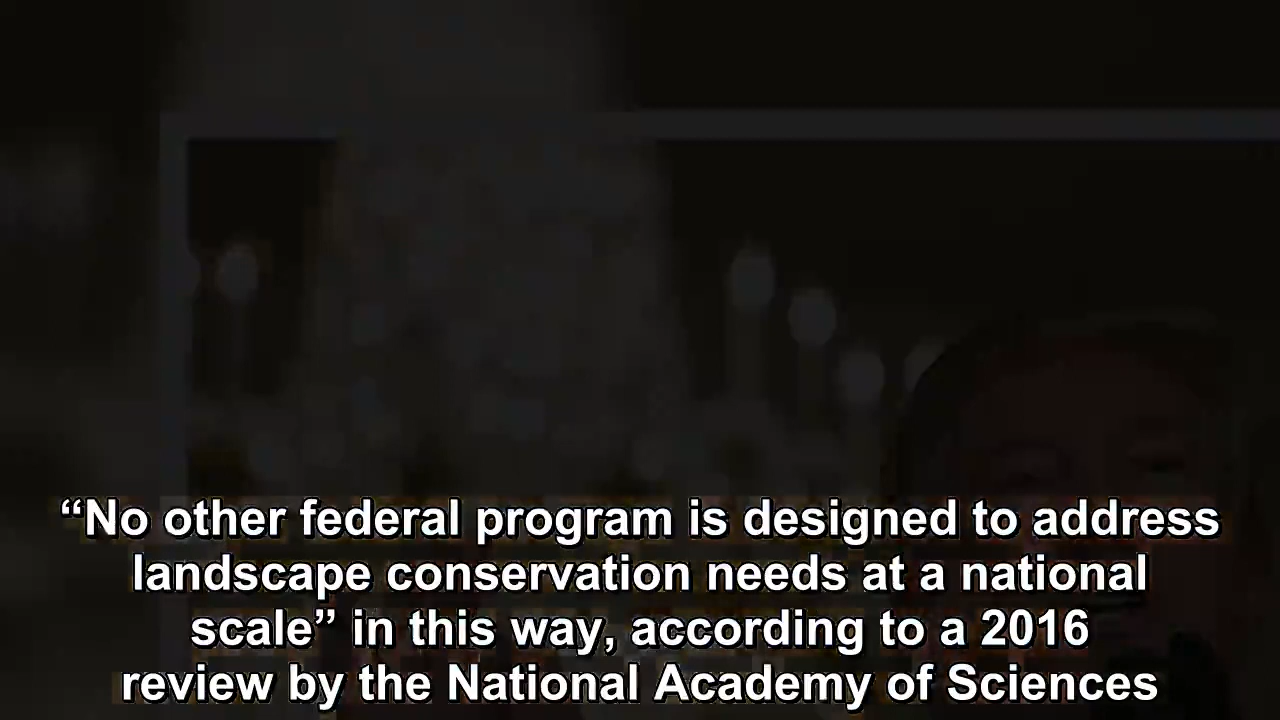 “No other federal program is designed to address
landscape conservation needs at a national
scale” in this way, according to a 2016
review by the National Academy of Sciences